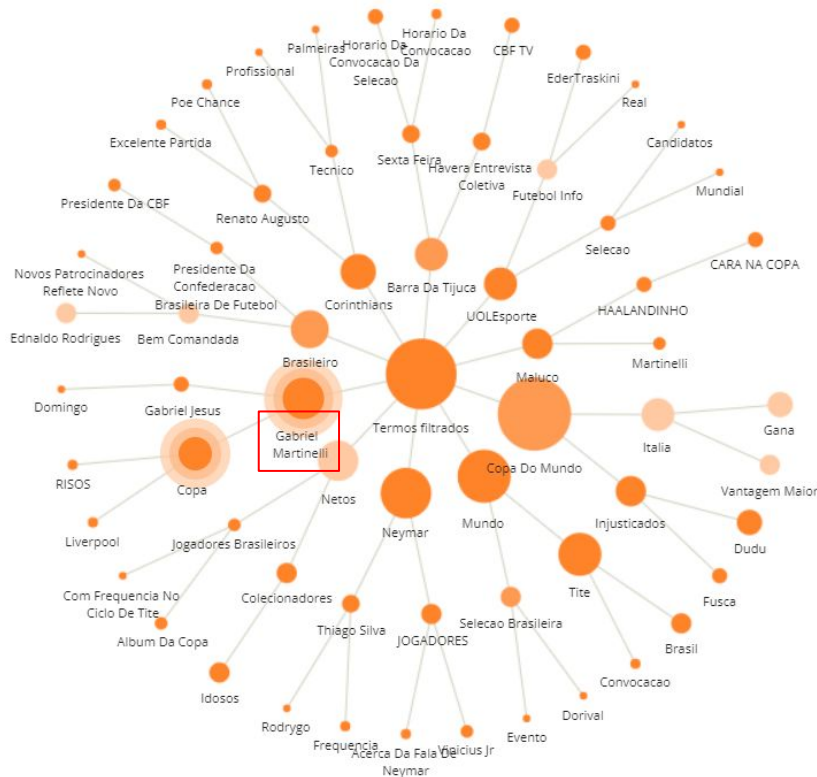 Palmeiras
Horario Da
Convocacao Da
Selecao
Horario Da
Convocacao
CBF TV
EderTraskini
Profissional
Real
Poe Chance
Candidatos
Excelente Partida
Tecnico
Sexta Feira
Havera Entrevista
Coletiva
Futebol Info
Mundial
Presidente Da CBF
Renato Augusto
Selecao
Novos Patrocinadores
Reflete Novo
Presidente Da
Confederacao
Brasileira De Futebol
Corinthians
Barra Da Tijuca
UOLEsporte
HAALANDINHO
CARA NA COPA
Ednaldo Rodrigues
Bem Comandada
Brasileiro
Maluco
Martinelli
Domingo
Gabriel Jesus
Gabriel
Martinelli
Termos filtrados
Copa Do Mundo
Italia
Gana
RISOS
Copa
Netos
Neymar
Mundo
Injusticados
Vantagem Maior
Liverpool
Jogadores Brasileiros
Dudu
Com Frequencia No
Ciclo De Tite
Colecionadores
Thiago Silva
JOGADORES
Selecao Brasileira
Tite
Fusca
Album Da Copa
Brasil
Idosos
Convocacao
Rodrygo
Frequencia
Acerca Da Fala De
Neymar
Vinicius Jr
Evento
Dorival